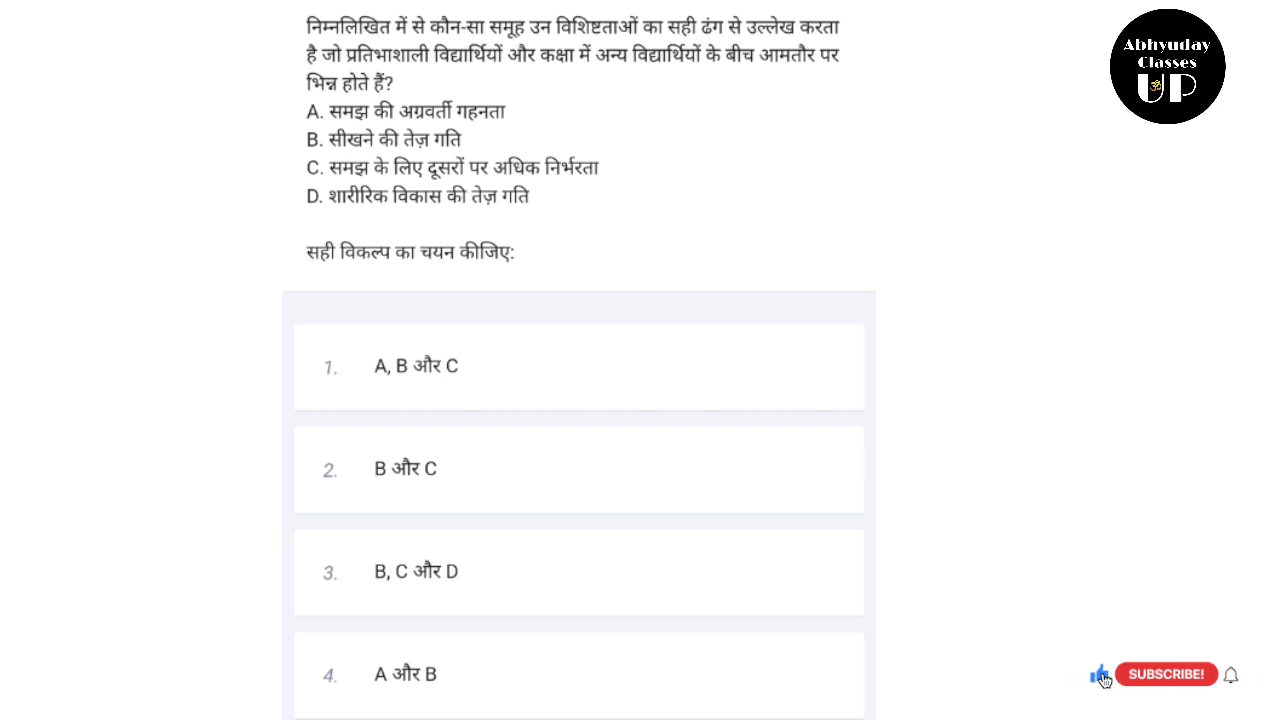 निम्नलिखित में से कौन-सा समूह उन विशिष्टताओं का सही ढंग से उल्लेख करता
है जो प्रतिभाशाली विद्यार्थियों और कक्षा में अन्य विद्यार्थियों के बीच आमतौर पर
भिन्न होते हैं?
A. समझ की अग्रवर्ती गहनता
B. सीखने की तेज़ गति
C. समझ के लिए दूसरों पर अधिक निर्भरता
D. शारीरिक विकास की तेज़ गति
सही विकल्प का चयन कीजिए:
1. A, B और C
2. B और C
3. B, C और D
4. A और B
Abhyuday
Classes
ॐ
UP
SUBSCRIBE!